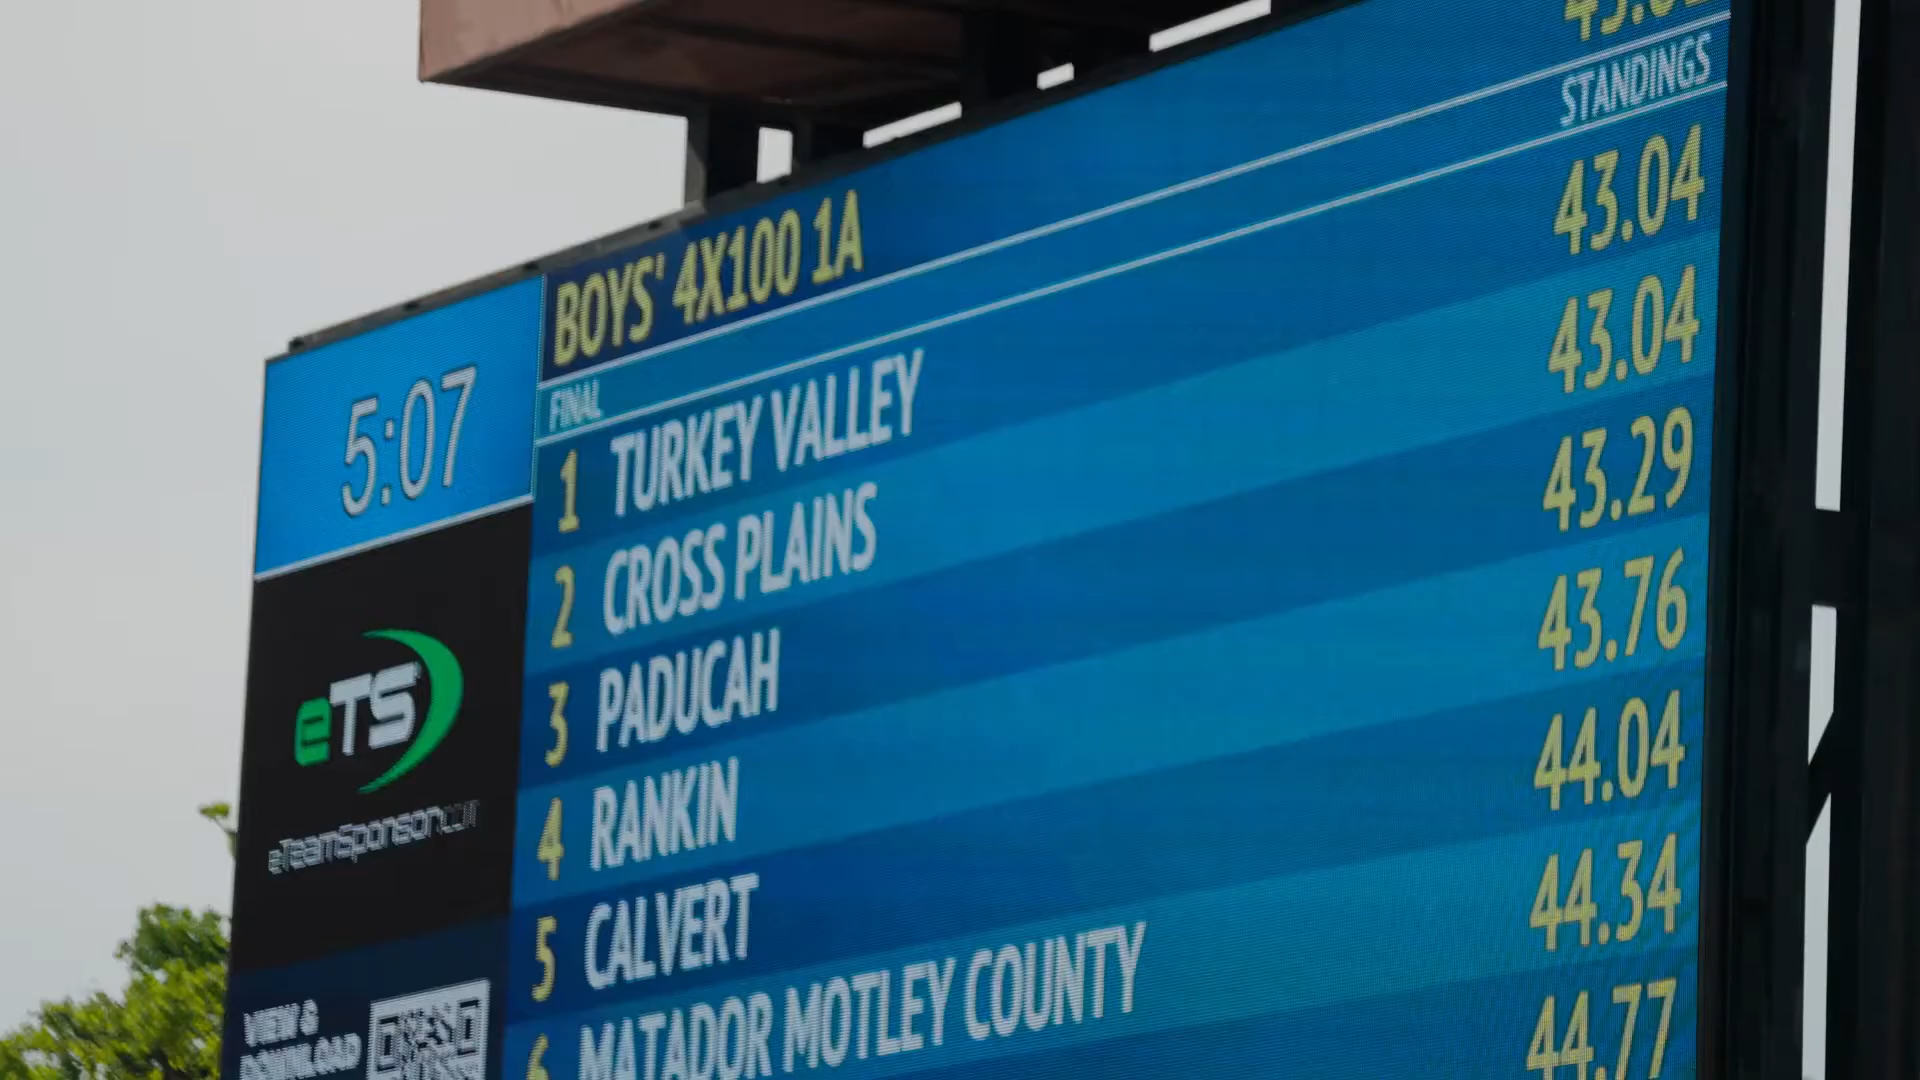 BOYS' 4X100 1A
5:07
FINAL STANDINGS
1 TURKEY VALLEY 43.04
2 CROSS PLAINS 43.04
3 PADUCAH 43.29
4 RANKIN 43.76
5 CALVERT 44.04
6 MATADOR MOTLEY COUNTY 44.34
44.77
eTS
eTeamSponsor.com
VIEW &
DOWNLOAD